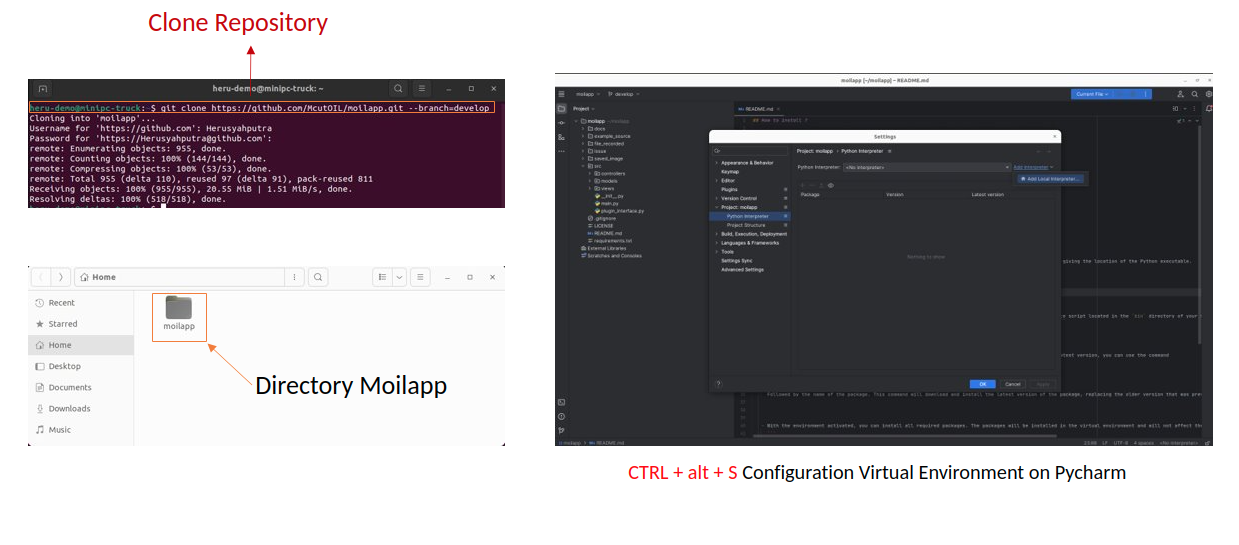 Clone Repository
heru-demo@minipc-truck: ~
heru-demo@minipc-truck:~$ git clone https://github.com/McutOIL/moilapp.git --branch=develop
Cloning into 'moilapp'...
Username for 'https://github.com': Herusyahputra
Password for 'https://Herusyahputra@github.com':
remote: Enumerating objects: 955, done.
remote: Counting objects: 100% (144/144), done.
remote: Compressing objects: 100% (53/53), done.
remote: Total 955 (delta 110), reused 97 (delta 91), pack-reused 811
Receiving objects: 100% (955/955), 20.55 MiB | 1.51 MiB/s, done.
Resolving deltas: 100% (518/518), done.
heru-demo@minipc-truck:~$
Home
Recent
Starred
Home
Desktop
Documents
Downloads
Music
moilapp
Directory Moilapp
moilapp [~/moilapp] – README.md
moilapp
develop
Current File
Project
README.md
moilapp ~/moilapp
docs
example_source
file_recorded
issue
saved_image
src
controllers
models
views
__init__.py
main.py
plugin_interface.py
.gitignore
LICENSE
README.md
requirements.txt
External Libraries
Scratches and Consoles
## How to install ?
Settings
Appearance & Behavior
Keymap
Editor
Plugins
Version Control
Project: moilapp
Python Interpreter
Project Structure
Build, Execution, Deployment
Languages & Frameworks
Tools
Settings Sync
Advanced Settings
Project: moilapp › Python Interpreter
Python Interpreter: <No interpreter>
Add Interpreter
Add Local Interpreter...
Package Version Latest version
Nothing to show
OK Cancel Apply
giving the location of the Python executable.
script located in the `bin` directory of your
version, you can use the command
Followed by the name of the package. This command will download and install the latest version of the package, replacing the older version that was
With the environment activated, you can install all required packages. The packages will be installed in the virtual environment and will not affect
moilapp › README.md
LF UTF-8 4 spaces <No interpreter>
CTRL + alt + S Configuration Virtual Environment on Pycharm